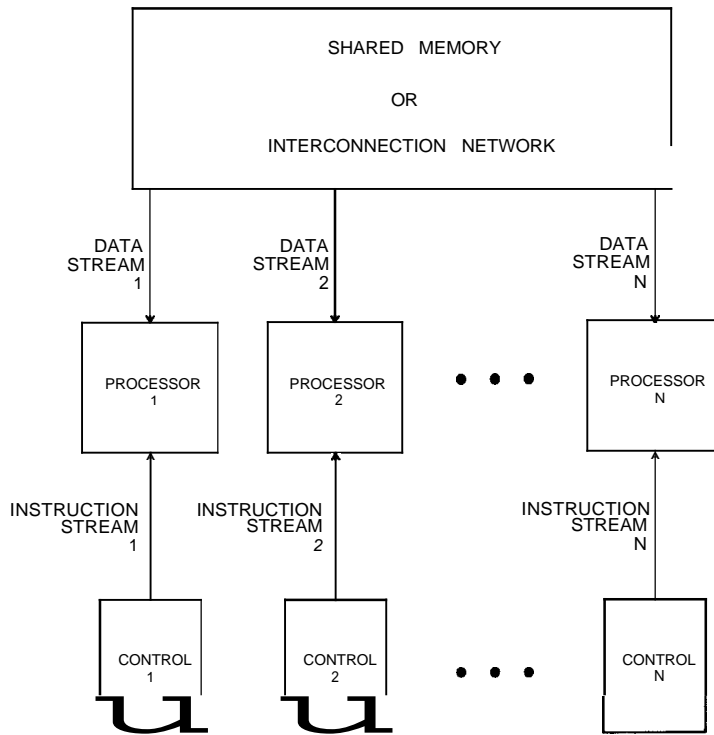 SHARED MEMORY
OR
INTERCONNECTION NETWORK
DATA
STREAM
1
DATA
STREAM
2
DATA
STREAM
N
PROCESSOR
1
PROCESSOR
2
• • •
PROCESSOR
N
INSTRUCTION
STREAM
1
INSTRUCTION
STREAM
2
INSTRUCTION
STREAM
N
CONTROL
1
CONTROL
2
• • •
CONTROL
N
u
u